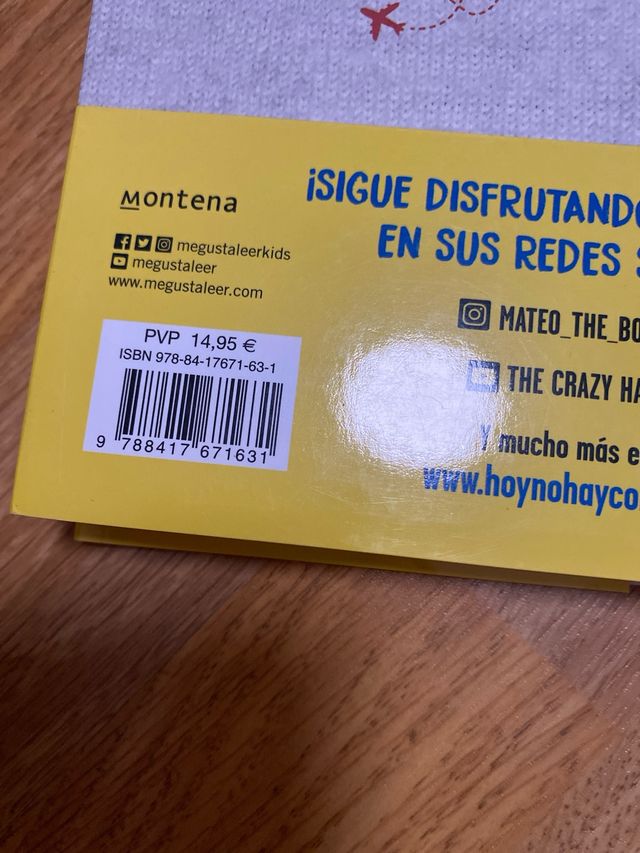 Montena
megustaleerkids
megustaleer
www.megustaleer.com
PVP 14,95 €
ISBN 978-84-17671-63-1
9 788417 671631
¡SIGUE DISFRUTANDO
EN SUS REDES
MATEO_THE_BO
THE CRAZY HA
Y mucho más e
www.hoynohayco